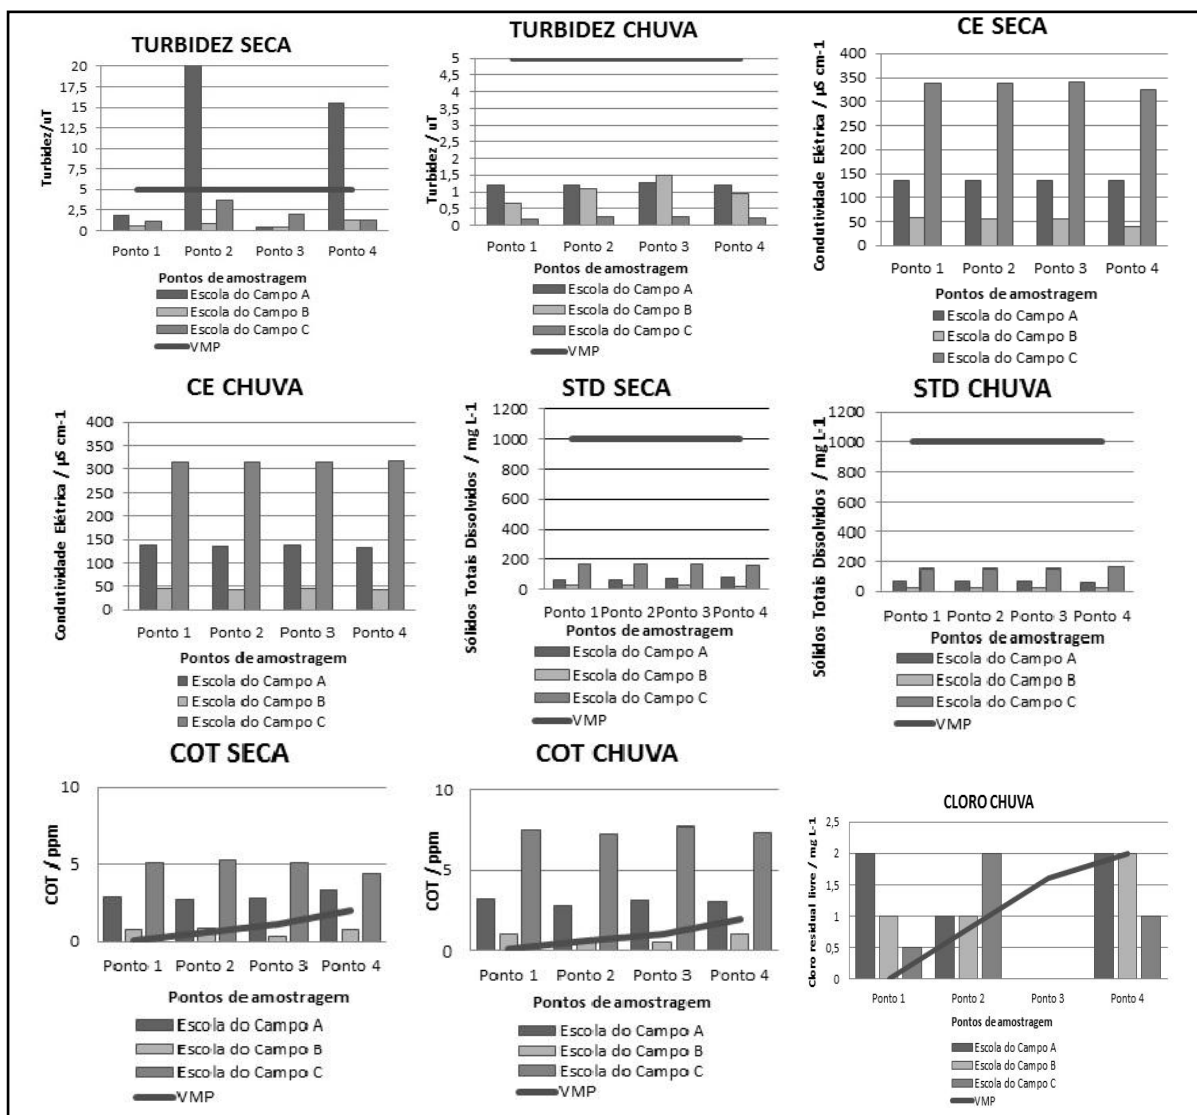 TURBIDEZ SECA
Turbidez/uT
20
17,5
15
12,5
10
7,5
5
2,5
0
Ponto 1 Ponto 2 Ponto 3 Ponto 4
Pontos de amostragem
Escola do Campo A
Escola do Campo B
Escola do Campo C
VMP
TURBIDEZ CHUVA
Turbidez / uT
5
4,5
4
3,5
3
2,5
2
1,5
1
0,5
0
Ponto 1 Ponto 2 Ponto 3 Ponto 4
Pontos de amostragem
Escola do Campo A
Escola do Campo B
Escola do Campo C
VMP
CE SECA
Condutividade Elétrica / µS cm-1
400
350
300
250
200
150
100
50
0
Ponto 1 Ponto 2 Ponto 3 Ponto 4
Pontos de amostragem
Escola do Campo A
Escola do Campo B
Escola do Campo C
CE CHUVA
Condutividade Elétrica / µS cm-1
400
350
300
250
200
150
100
50
0
Ponto 1 Ponto 2 Ponto 3 Ponto 4
Pontos de amostragem
Escola do Campo A
Escola do Campo B
Escola do Campo C
STD SECA
Sólidos Totais Dissolvidos / mg L-1
1200
1000
800
600
400
200
0
Ponto 1 Ponto 2 Ponto 3 Ponto 4
Pontos de amostragem
Escola do Campo A
Escola do Campo B
Escola do Campo C
VMP
STD CHUVA
Sólidos Totais Dissolvidos / mg L-1
1200
1000
800
600
400
200
0
Ponto 1 Ponto 2 Ponto 3 Ponto 4
Pontos de amostragem
Escola do Campo A
Escola do Campo B
Escola do Campo C
VMP
COT SECA
COT / ppm
10
5
0
Ponto 1 Ponto 2 Ponto 3 Ponto 4
Pontos de amostragem
Escola do Campo A
Escola do Campo B
Escola do Campo C
VMP
COT CHUVA
COT / ppm
10
5
0
Ponto 1 Ponto 2 Ponto 3 Ponto 4
Pontos de amostragem
Escola do Campo A
Escola do Campo B
Escola do Campo C
VMP
CLORO CHUVA
Cloro residual livre / mg L-1
2,5
2
1,5
1
0,5
0
Ponto 1 Ponto 2 Ponto 3 Ponto 4
Pontos de amostragem
Escola do Campo A
Escola do Campo B
Escola do Campo C
VMP